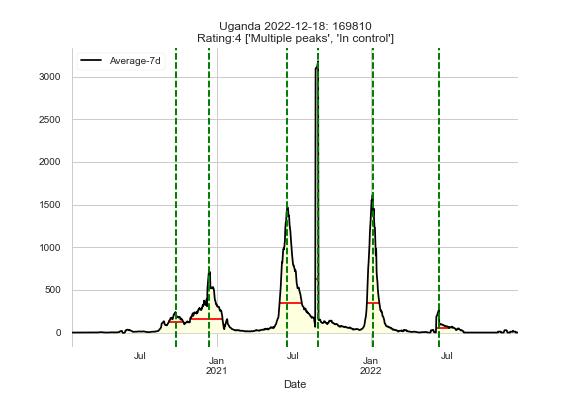 Uganda 2022-12-18: 169810
Rating:4 ['Multiple peaks', 'In control']
Average-7d
3000
2500
2000
1500
1000
500
0
Jul
Jan
2021
Jul
Jan
2022
Jul
Date